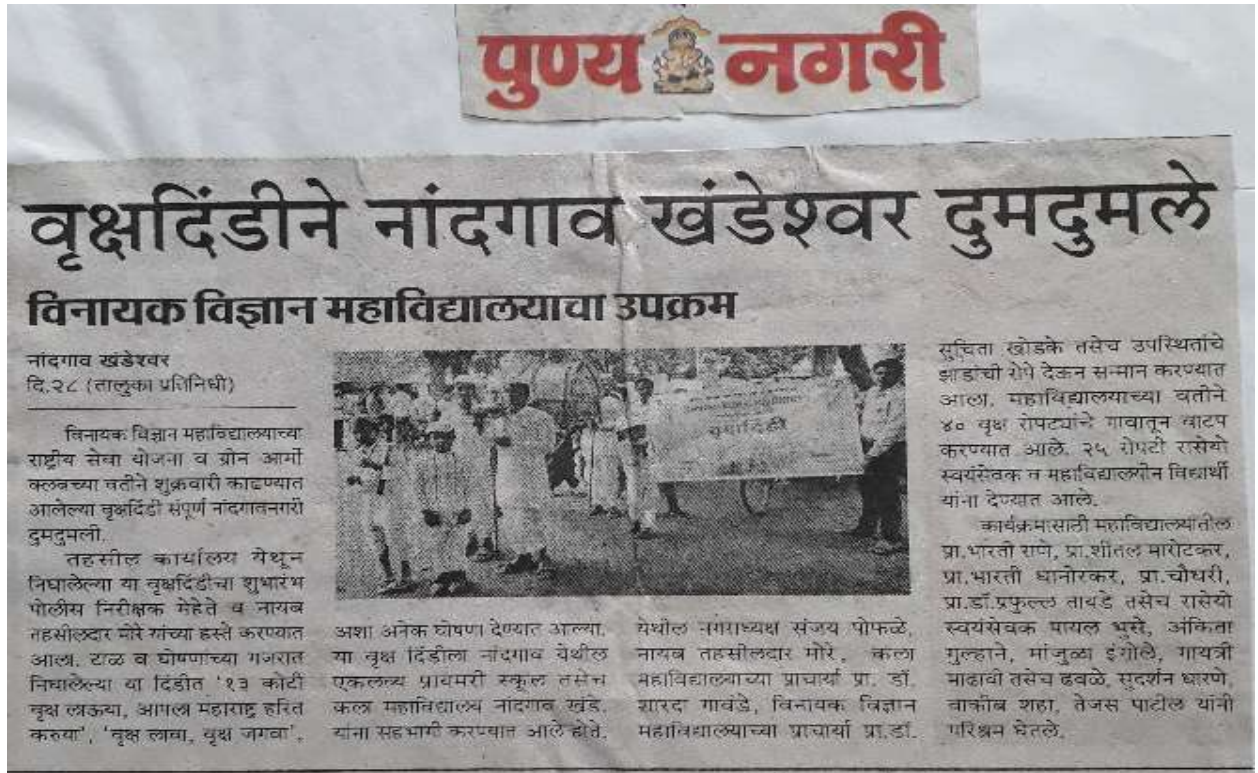 पुण्य नगरी
वृक्षदिंडीने नांदगाव खंडेश्वर दुमदुमले
विनायक विज्ञान महाविद्यालयाचा उपक्रम
नांदगाव खंडेश्वर
दि.२८ (तालुका प्रतिनिधी)
विनायक विज्ञान महाविद्यालयाच्या
राष्ट्रीय सेवा योजना व ग्रीन आर्मी
क्लबच्या वतीने शुक्रवारी काढण्यात
आलेल्या वृक्षदिंडी संपूर्ण नांदगावनगरी
दुमदुमली.
तहसील कार्यालय येथून
निघालेल्या या वृक्षदिंडीचा शुभारंभ
पोलीस निरीक्षक मेहेते व नायब
तहसीलदार मोरे यांच्या हस्ते करण्यात
आला. टाळ व घोषणांच्या गजरात
निघालेल्या या दिंडीत '१३ कोटी
वृक्ष लाऊया, आपला महाराष्ट्र हरित
करुया', 'वृक्ष लावा, वृक्ष जगवा',
वृक्षदिंडी
अशा अनेक घोषणा देण्यात आल्या.
या वृक्ष दिंडीला नांदगाव येथील
एकलव्य प्रायमरी स्कूल तसेच
कला महाविद्यालय नांदगाव खंडे.
यांना सहभागी करण्यात आले होते.
येथील नगराध्यक्ष संजय पोफळे,
नायब तहसीलदार मोरे, कला
महाविद्यालयाच्या प्राचार्या प्रा. डॉ.
शारदा गावंडे, विनायक विज्ञान
महाविद्यालयाच्या प्राचार्या प्रा.डॉ.
सुचिता खोडके तसेच उपस्थितांचे
झाडांची रोपे देऊन सन्मान करण्यात
आला. महाविद्यालयाच्या वतीने
४० वृक्ष रोपट्यांचे गावातून वाटप
करण्यात आले. २५ रोपटी रासेयो
स्वयंसेवक व महाविद्यालयीन विद्यार्थी
यांना देण्यात आले.
कार्यक्रमासाठी महाविद्यालयातील
प्रा.भारती राणे, प्रा.शीतल मारोटकर,
प्रा.भारती धानोरकर, प्रा.चौधरी,
प्रा.डॉ.प्रफुल्ल तायडे तसेच रासेयो
स्वयंसेवक पायल भुसे, अंकिता
गुल्हाने, मांजुळा इंगोले, गायत्री
माढावी तसेच ढवळे, सुदर्शन धारणे,
वाकीब शहा, तेजस पाटील यांनी
परिश्रम घेतले.